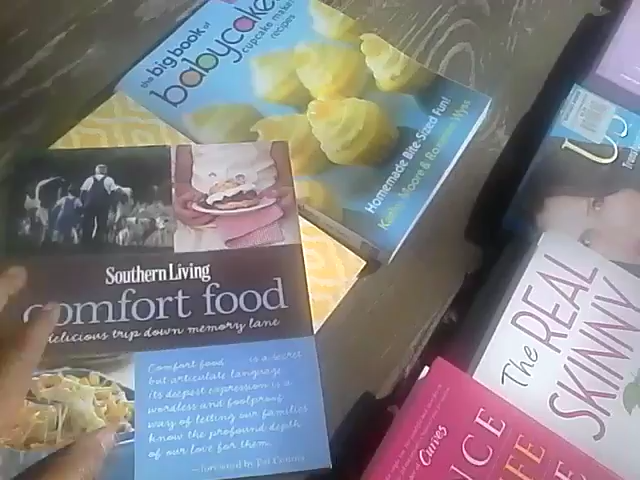 the big book of
babycakes
cupcake maker
recipes
Homemade Bite-Sized Fun!
Kathy Moore & Roxanne Wyss
Southern Living
comfort food
delicious trip down memory lane
Comfort food is a secret
but articulate language
its deepest expression is a
wordless and foolproof
way of letting our families
know the profound depth
of our love for them.
The REAL
SKINNY
Curves